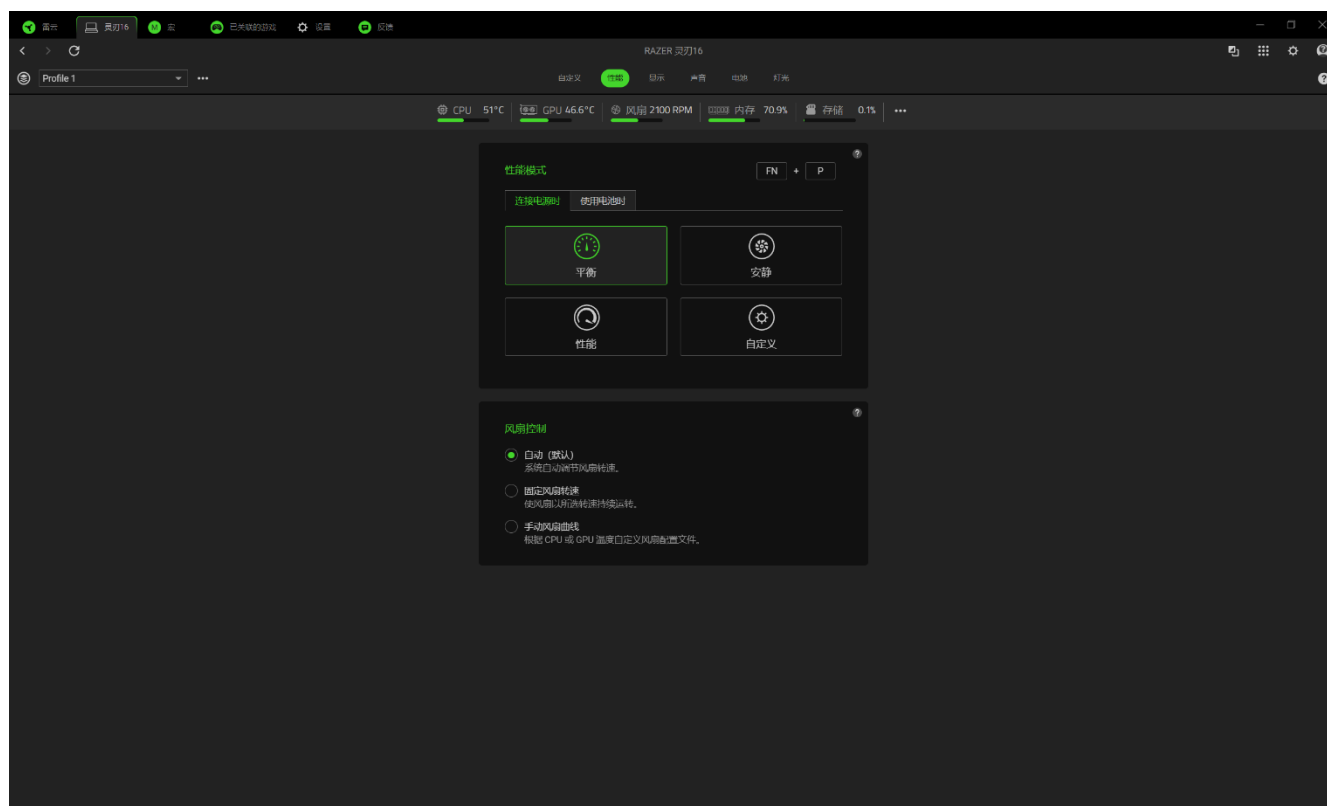 雷云 灵刃16 宏 已关联的游戏 设置 反馈
RAZER 灵刃16
Profile 1
自定义 性能 显示 声音 电池 灯光
CPU 51°C GPU 46.6°C 风扇 2100 RPM 内存 70.9% 存储 0.1%
性能模式 FN + P
连接电源时 使用电池时
平衡 安静
性能 自定义
风扇控制
自动 (默认)
系统自动调节风扇转速。
固定风扇转速
使风扇以所选转速持续运转。
手动风扇曲线
根据 CPU 或 GPU 温度自定义风扇配置文件。